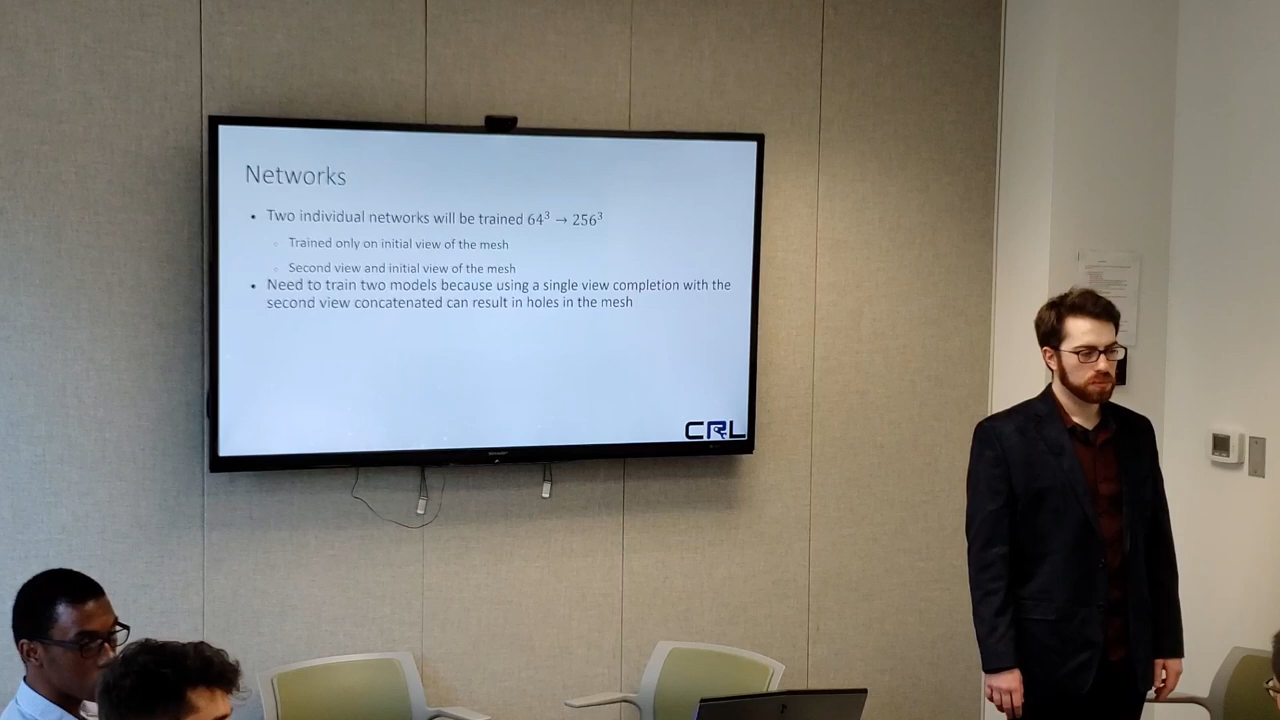 Networks
• Two individual networks will be trained 64³ → 256³
◦ Trained only on initial view of the mesh
◦ Second view and initial view of the mesh
• Need to train two models because using a single view completion with the
second view concatenated can result in holes in the mesh
CRL
SHARP